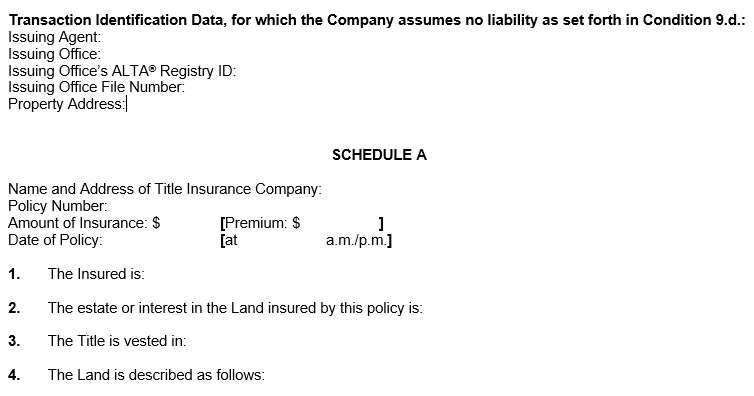 Transaction Identification Data, for which the Company assumes no liability as set forth in Condition 9.d.:
Issuing Agent:
Issuing Office:
Issuing Office's ALTA® Registry ID:
Issuing Office File Number:
Property Address:
SCHEDULE A
Name and Address of Title Insurance Company:
Policy Number:
Amount of Insurance: $ [Premium: $ ]
Date of Policy: [at a.m./p.m.]
1. The Insured is:
2. The estate or interest in the Land insured by this policy is:
3. The Title is vested in:
4. The Land is described as follows: